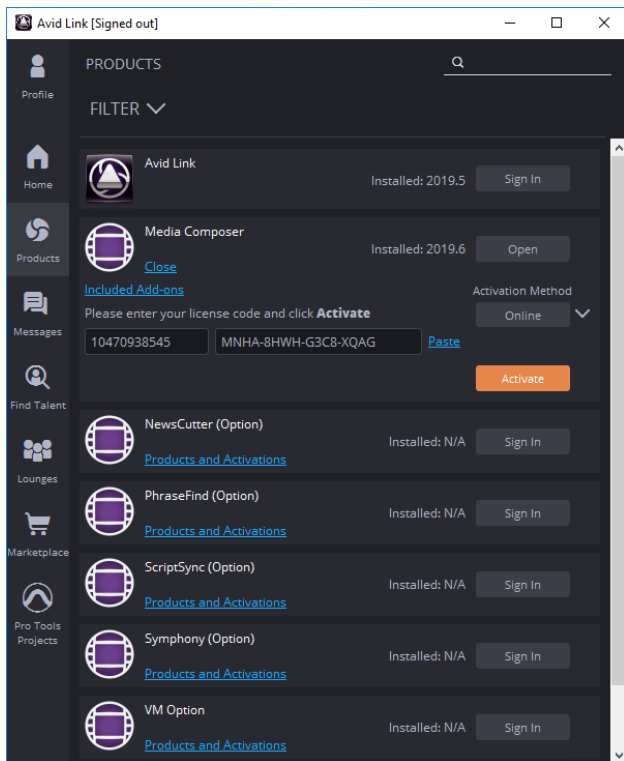 Avid Link [Signed out]
Profile
Home
Products
Messages
Find Talent
Lounges
Marketplace
Pro Tools
Projects
PRODUCTS
FILTER
Avid Link
Installed: 2019.5
Sign In
Media Composer
Installed: 2019.6
Open
Close
Included Add-ons
Activation Method
Please enter your license code and click Activate
Online
10470938545
MNHA-8HWH-G3C8-XQAG
Paste
Activate
NewsCutter (Option)
Installed: N/A
Sign In
Products and Activations
PhraseFind (Option)
Installed: N/A
Sign In
Products and Activations
ScriptSync (Option)
Installed: N/A
Sign In
Products and Activations
Symphony (Option)
Installed: N/A
Sign In
Products and Activations
VM Option
Installed: N/A
Sign In
Products and Activations